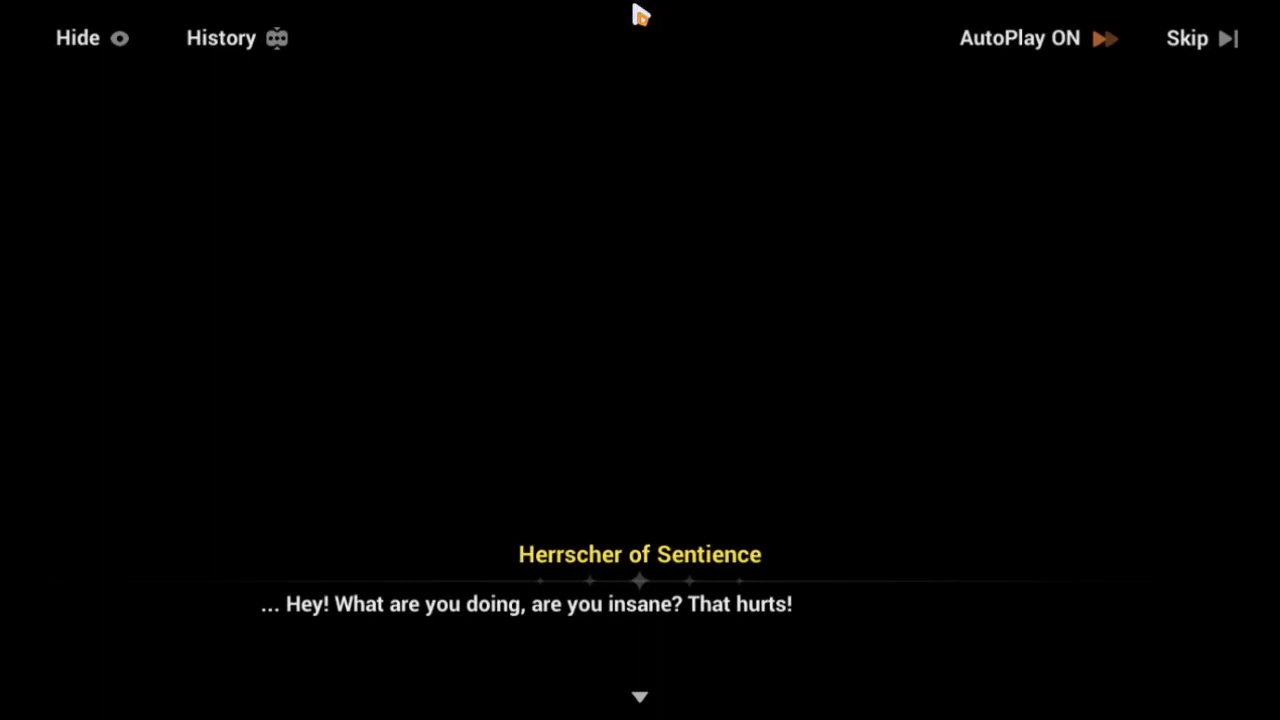 Hide
History
AutoPlay ON
Skip
Herrscher of Sentience
... Hey! What are you doing, are you insane? That hurts!